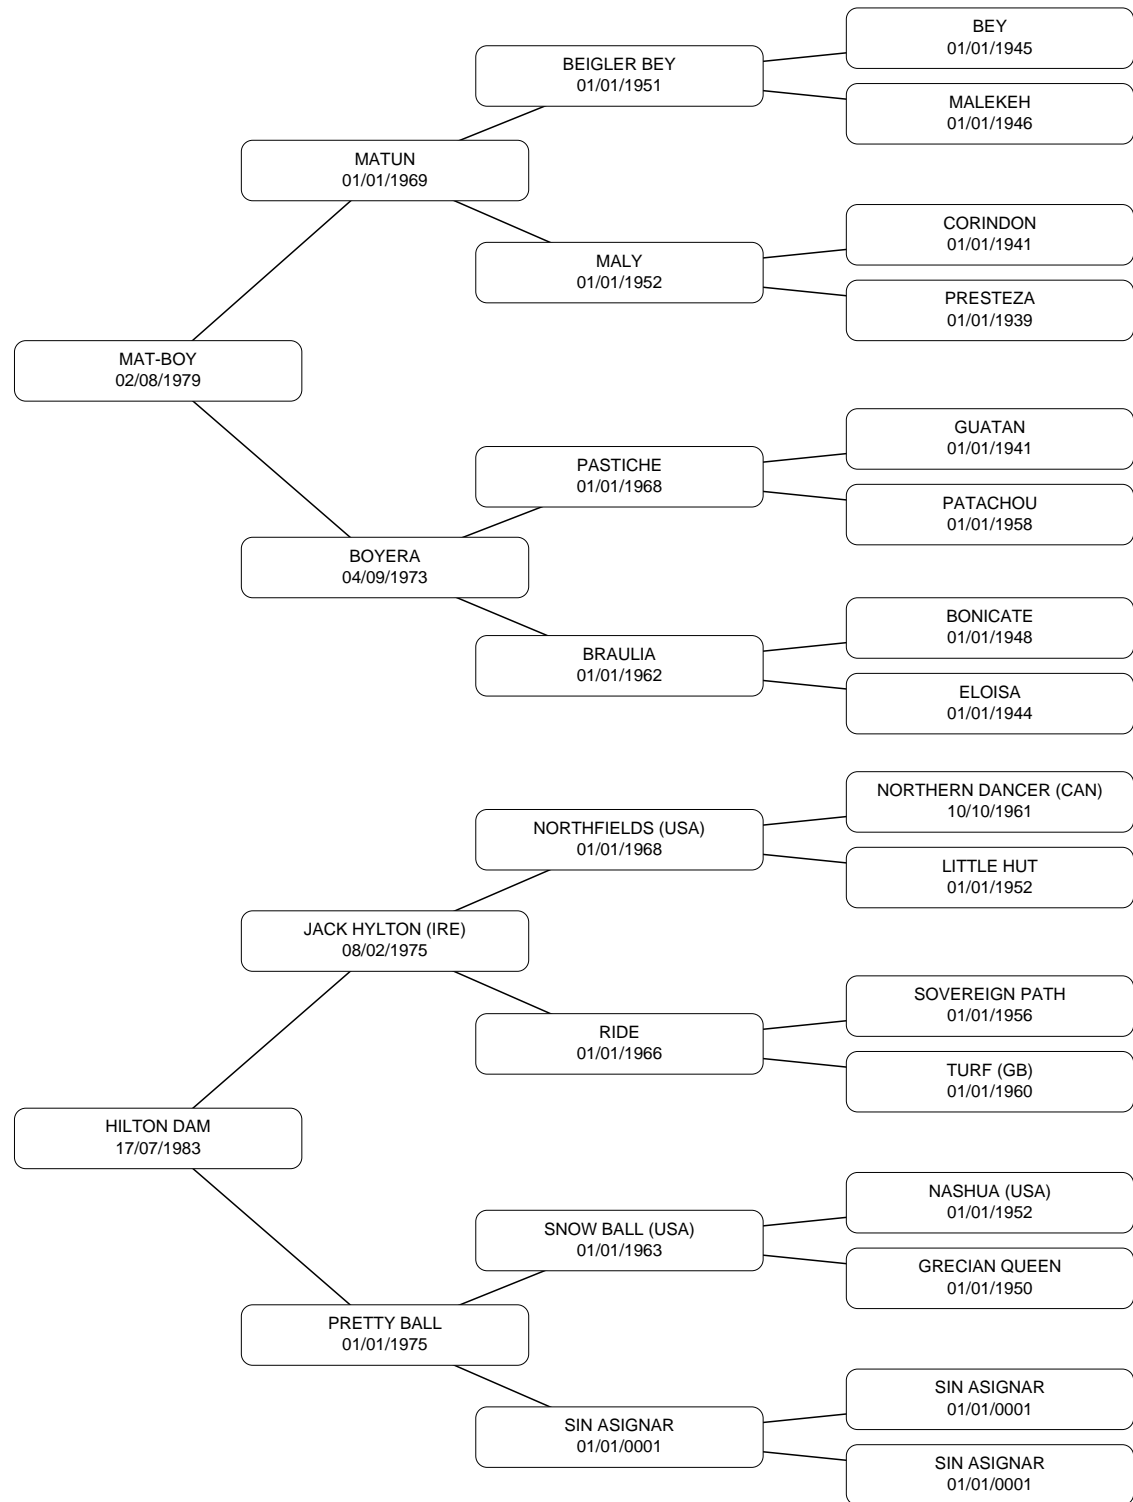 BEY
01/01/1945
BEIGLER BEY
01/01/1951
MALEKEH
01/01/1946
MATUN
01/01/1969
CORINDON
01/01/1941
MALY
01/01/1952
PRESTEZA
01/01/1939
MAT-BOY
02/08/1979
GUATAN
01/01/1941
PASTICHE
01/01/1968
PATACHOU
01/01/1958
BOYERA
04/09/1973
BONICATE
01/01/1948
BRAULIA
01/01/1962
ELOISA
01/01/1944
NORTHERN DANCER (CAN)
10/10/1961
NORTHFIELDS (USA)
01/01/1968
LITTLE HUT
01/01/1952
JACK HYLTON (IRE)
08/02/1975
SOVEREIGN PATH
01/01/1956
RIDE
01/01/1966
TURF (GB)
01/01/1960
HILTON DAM
17/07/1983
NASHUA (USA)
01/01/1952
SNOW BALL (USA)
01/01/1963
GRECIAN QUEEN
01/01/1950
PRETTY BALL
01/01/1975
SIN ASIGNAR
01/01/0001
SIN ASIGNAR
01/01/0001
SIN ASIGNAR
01/01/0001